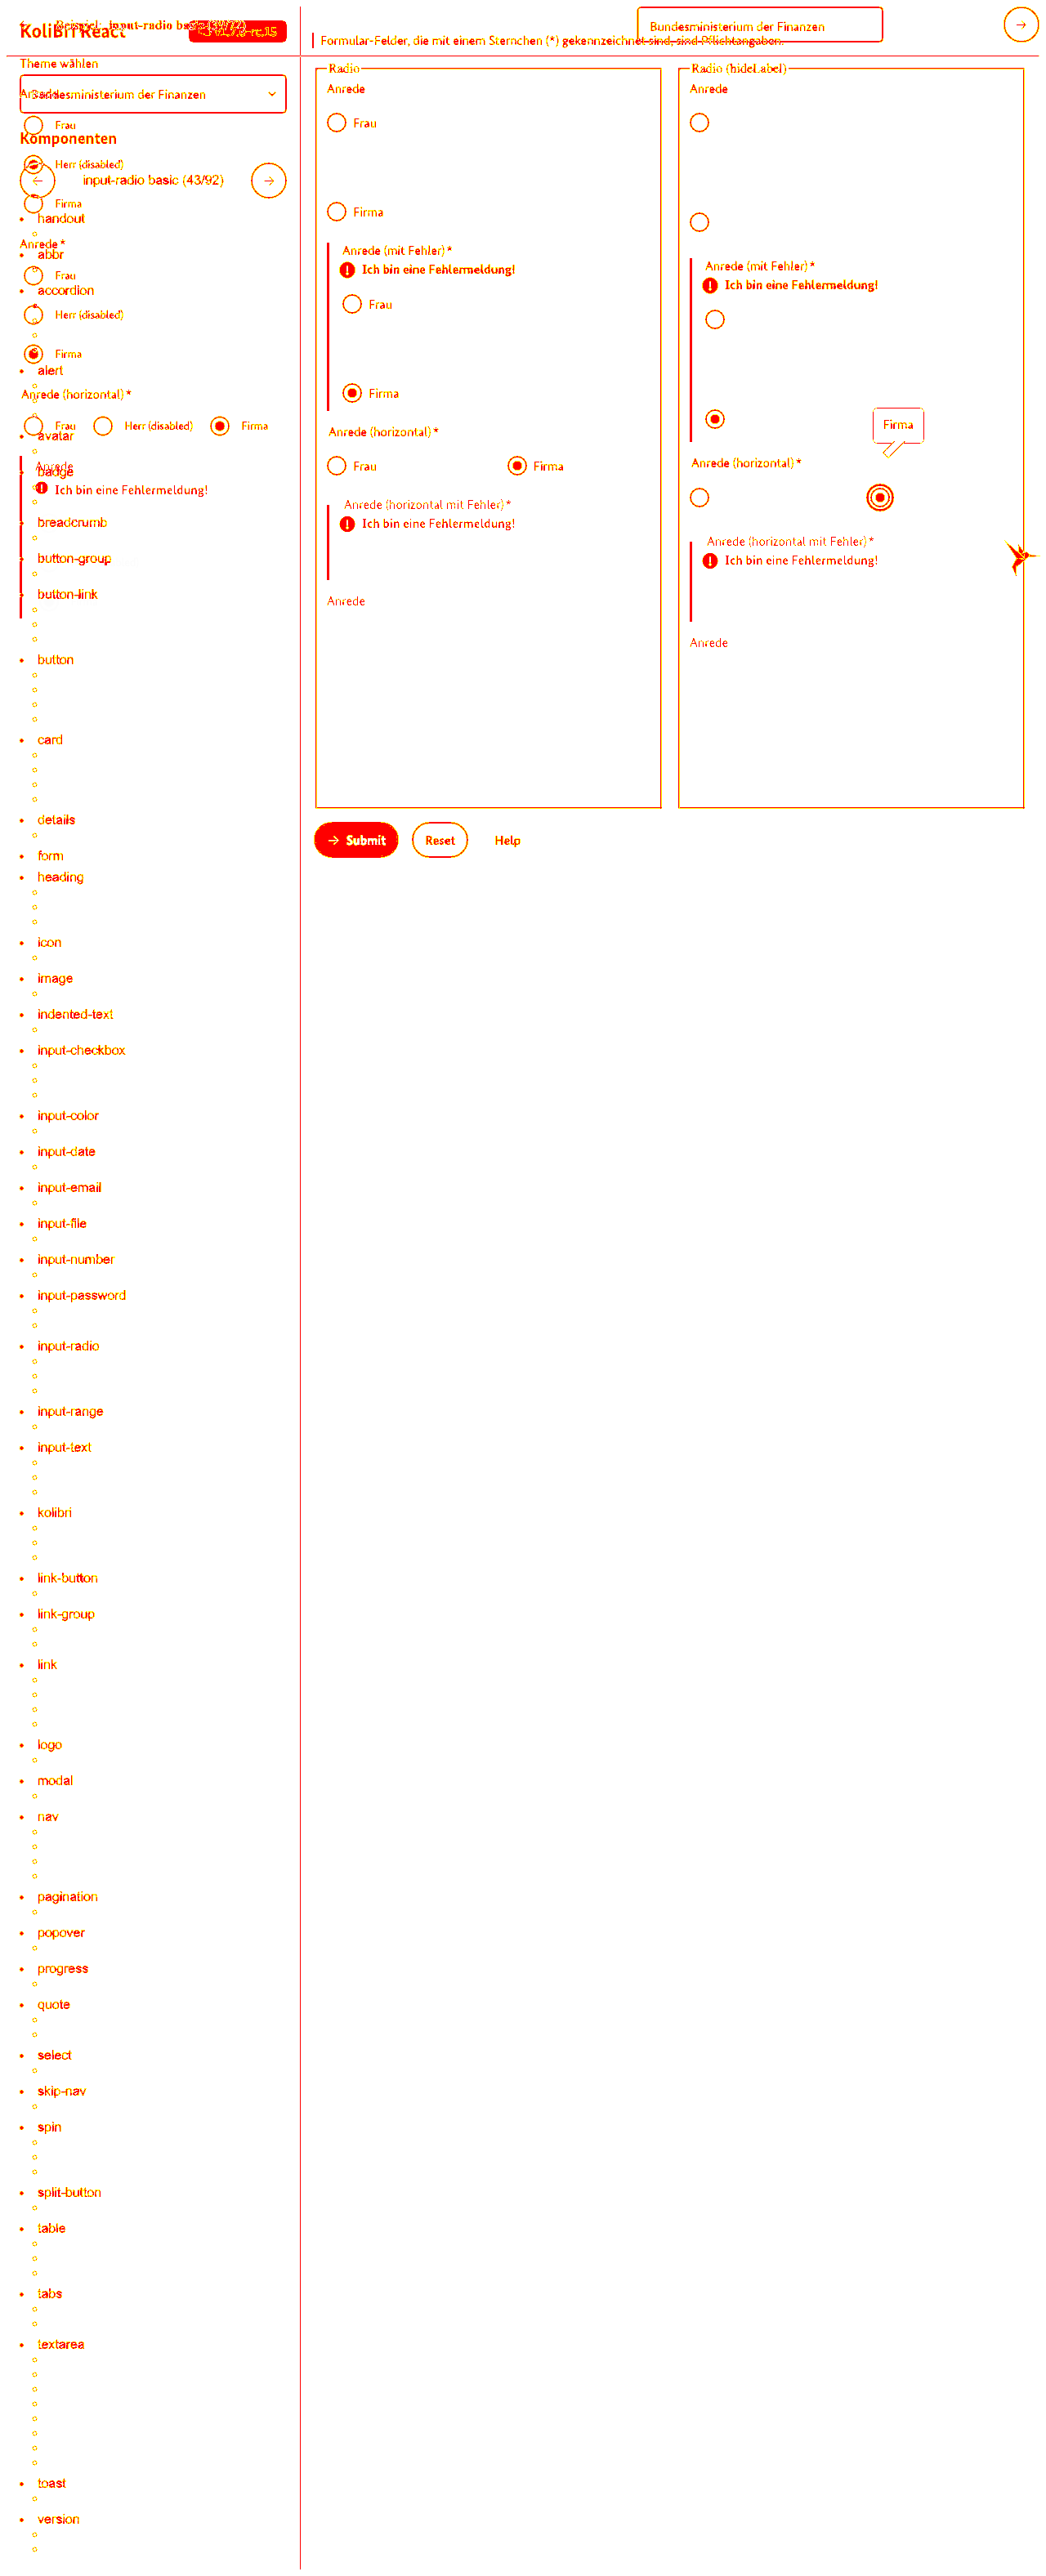 KoliBri React
Beispiel: input-radio
Theme wählen
Bundesministerium der Finanzen
Anrede
Frau
Komponenten
Herr (disabled)
input-radio basic (43/92)
Firma
handout
Anrede *
abbr
Frau
accordion
Herr (disabled)
Firma
alert
Anrede (horizontal) *
Frau
Herr (disabled)
Firma
avatar
Anrede
badge
Ich bin eine Fehlermeldung!
breadcrumb
button-group
button-link
button
card
details
form
heading
icon
image
indented-text
input-checkbox
input-color
input-date
input-email
input-file
input-number
input-password
input-radio
input-range
input-text
kolibri
link-button
link-group
link
logo
modal
nav
pagination
popover
progress
quote
select
skip-nav
spin
split-button
table
tabs
textarea
toast
version
Bundesministerium der Finanzen
Formular-Felder, die mit einem Sternchen (*) gekennzeichnet sind, sind Pflichtangaben.
Radio
Anrede
Frau
Firma
Anrede (mit Fehler) *
Ich bin eine Fehlermeldung!
Frau
Firma
Anrede (horizontal) *
Frau
Firma
Anrede (horizontal mit Fehler) *
Ich bin eine Fehlermeldung!
Anrede
Radio (hideLabel)
Anrede
Anrede (mit Fehler) *
Ich bin eine Fehlermeldung!
Firma
Anrede (horizontal) *
Anrede (horizontal mit Fehler) *
Ich bin eine Fehlermeldung!
Anrede
Submit
Reset
Help